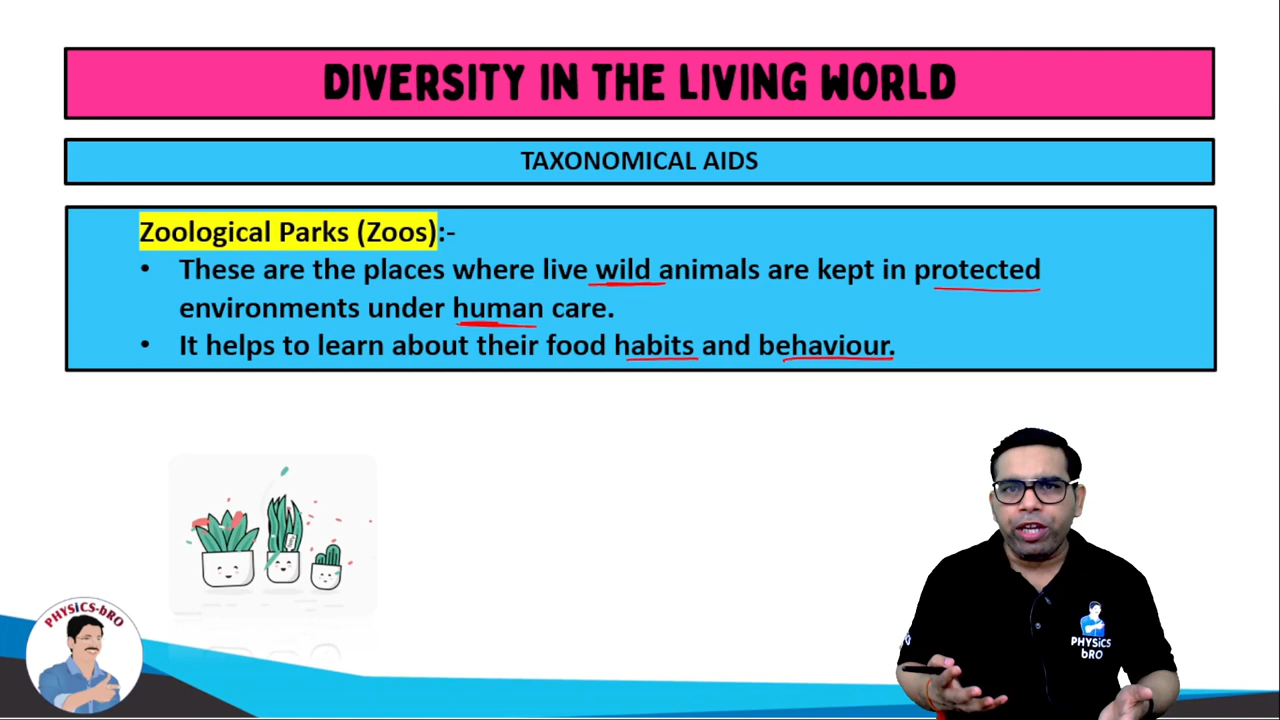 DIVERSITY IN THE LIVING WORLD
TAXONOMICAL AIDS
Zoological Parks (Zoos):-
• These are the places where live wild animals are kept in protected
environments under human care.
• It helps to learn about their food habits and behaviour.
PHYSiCS-bRO
PHYSiCS
bRO